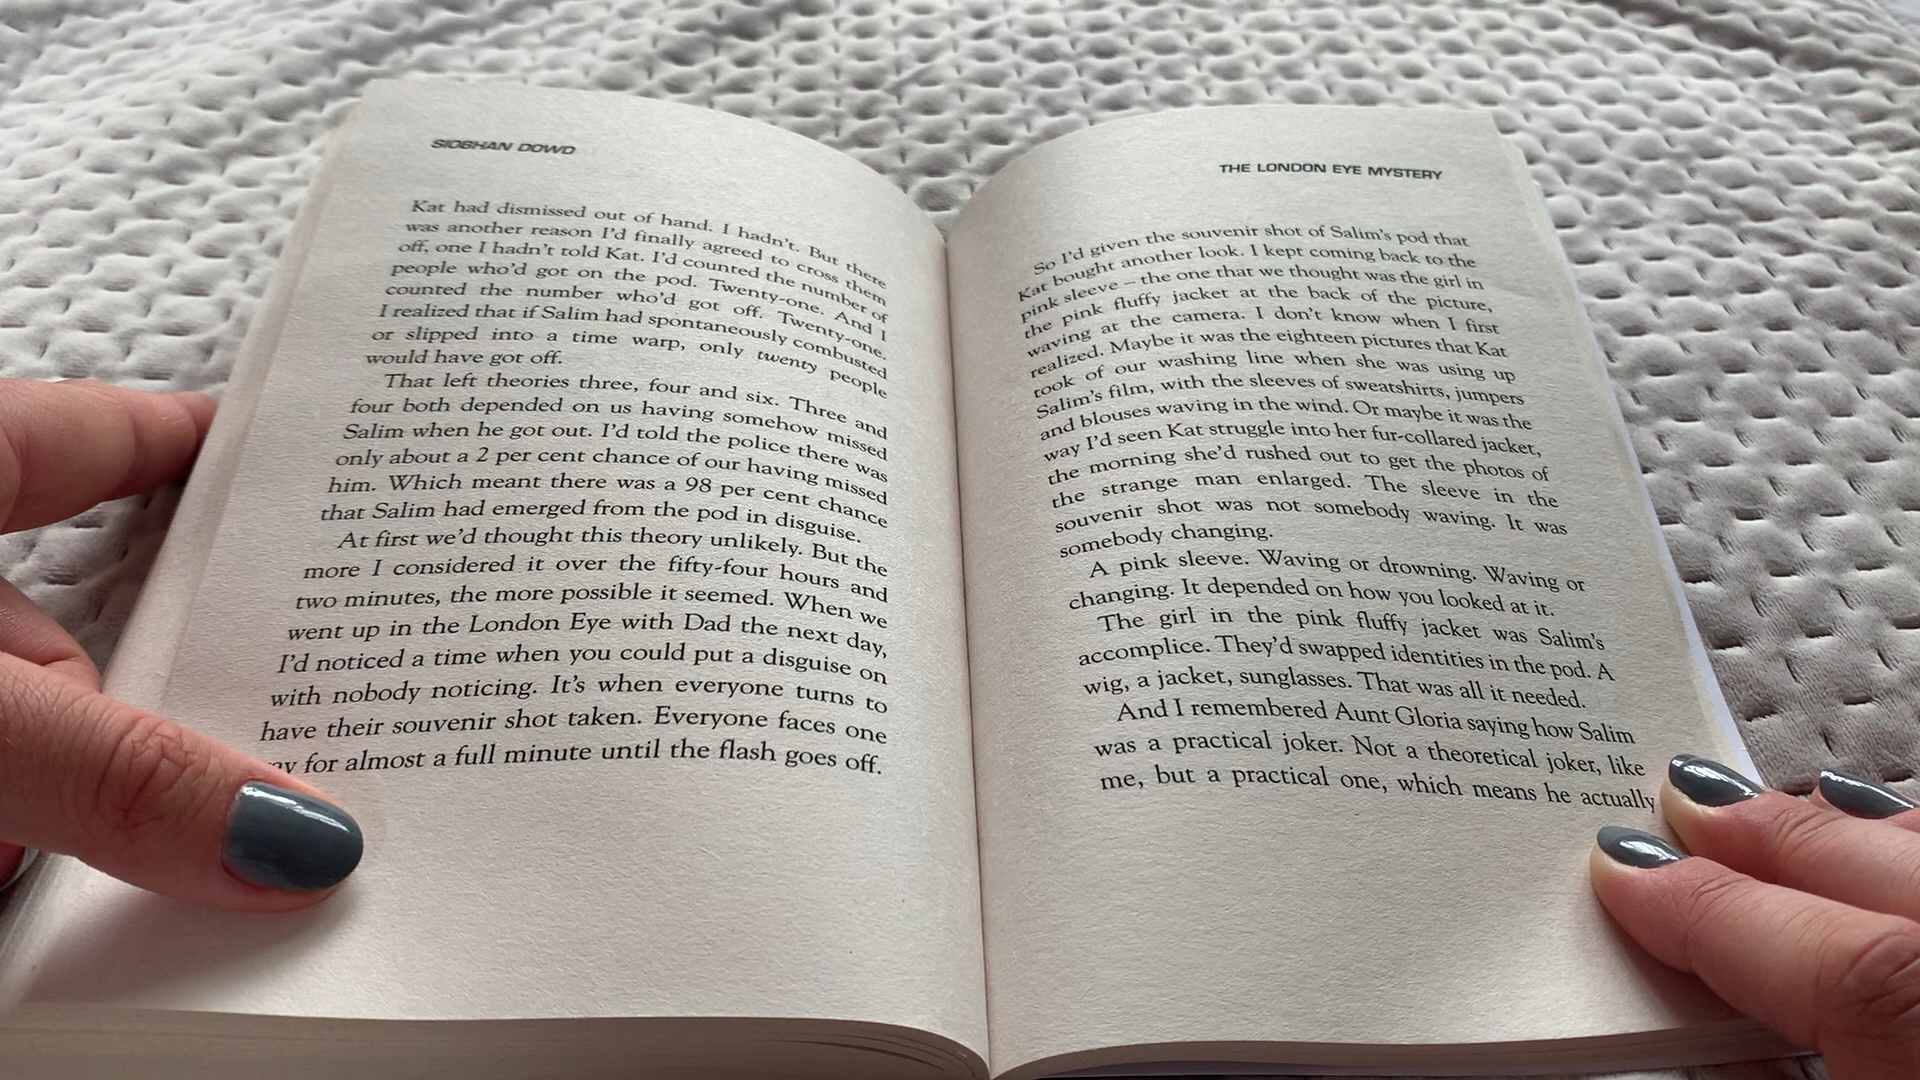 SIOBHAN DOWD
Kat had dismissed out of hand. I hadn't. But there
was another reason I'd finally agreed to cross them
off, one I hadn't told Kat. I'd counted the number of
people who'd got on the pod. Twenty-one. And I
counted the number who'd got off. Twenty-one.
I realized that if Salim had spontaneously combusted
or slipped into a time warp, only twenty people
would have got off.
That left theories three, four and six. Three and
four both depended on us having somehow missed
Salim when he got out. I'd told the police there was
only about a 2 per cent chance of our having missed
him. Which meant there was a 98 per cent chance
that Salim had emerged from the pod in disguise.
At first we'd thought this theory unlikely. But the
more I considered it over the fifty-four hours and
two minutes, the more possible it seemed. When we
went up in the London Eye with Dad the next day,
I'd noticed a time when you could put a disguise on
with nobody noticing. It's when everyone turns to
have their souvenir shot taken. Everyone faces one
for almost a full minute until the flash goes off.
THE LONDON EYE MYSTERY
So I'd given the souvenir shot of Salim's pod that
Kat bought another look. I kept coming back to the
pink sleeve – the one that we thought was the girl in
the pink fluffy jacket at the back of the picture,
waving at the camera. I don't know when I first
realized. Maybe it was the eighteen pictures that Kat
took of our washing line when she was using up
Salim's film, with the sleeves of sweatshirts, jumpers
and blouses waving in the wind. Or maybe it was the
way I'd seen Kat struggle into her fur-collared jacket,
the morning she'd rushed out to get the photos of
the strange man enlarged. The sleeve in the
souvenir shot was not somebody waving. It was
somebody changing.
A pink sleeve. Waving or drowning. Waving or
changing. It depended on how you looked at it.
The girl in the pink fluffy jacket was Salim's
accomplice. They'd swapped identities in the pod. A
wig, a jacket, sunglasses. That was all it needed.
And I remembered Aunt Gloria saying how Salim
was a practical joker. Not a theoretical joker, like
me, but a practical one, which means he actually